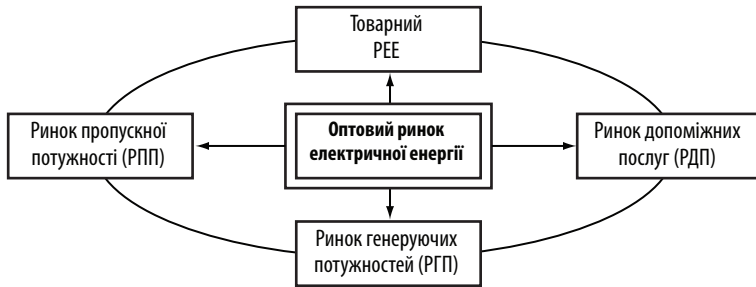 Товарний
РЕЕ
Ринок пропускної
потужності (РПП)
Оптовий ринок
електричної енергії
Ринок допоміжних
послуг (РДП)
Ринок генеруючих
потужностей (РГП)